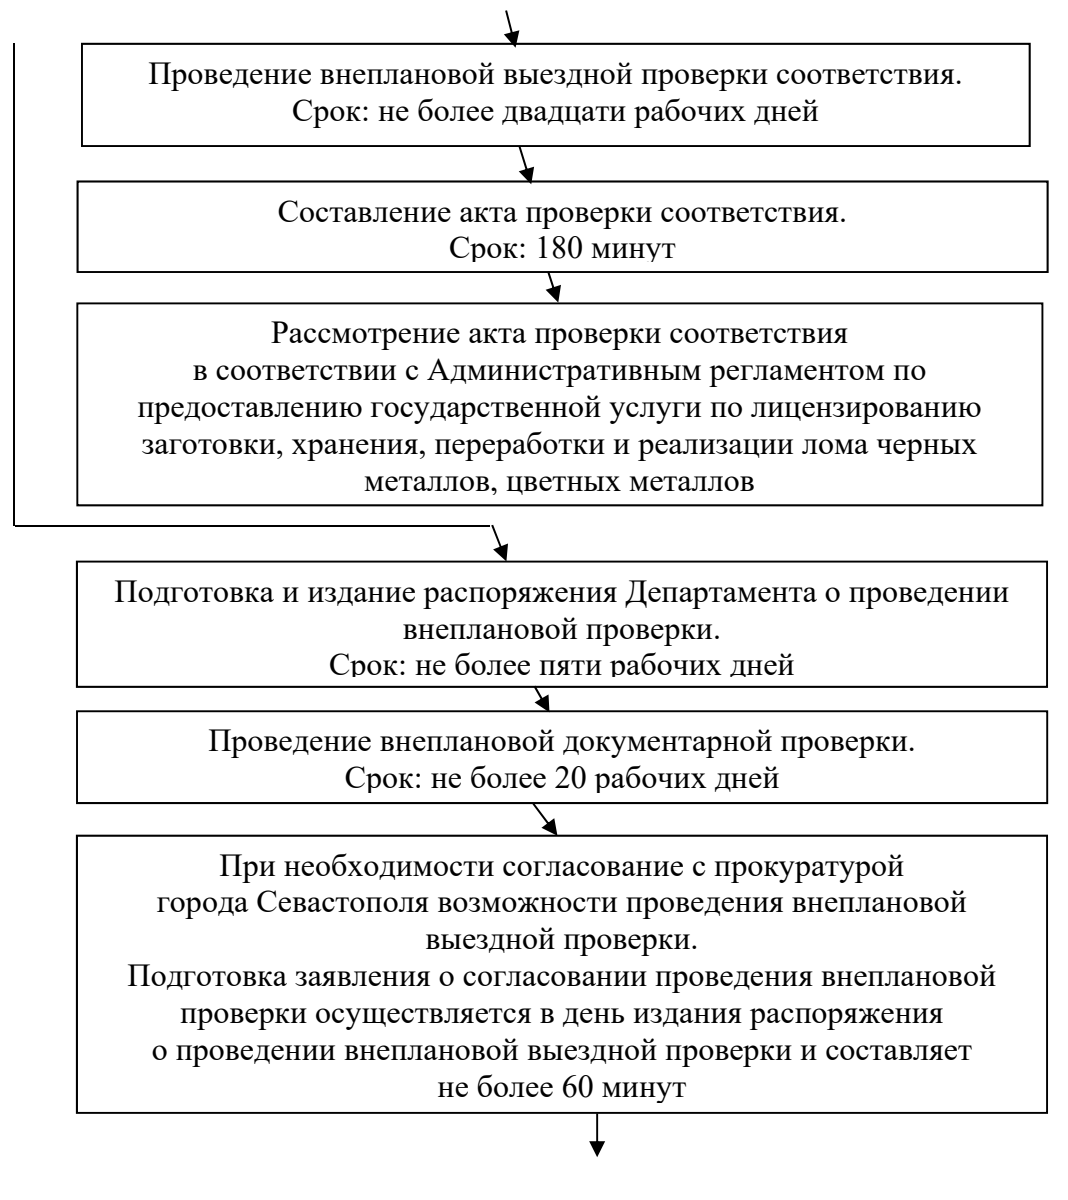 Проведение внеплановой выездной проверки соответствия.
Срок: не более двадцати рабочих дней
Составление акта проверки соответствия.
Срок: 180 минут
Рассмотрение акта проверки соответствия
в соответствии с Административным регламентом по
предоставлению государственной услуги по лицензированию
заготовки, хранения, переработки и реализации лома черных
металлов, цветных металлов
Подготовка и издание распоряжения Департамента о проведении
внеплановой проверки.
Срок: не более пяти рабочих дней
Проведение внеплановой документарной проверки.
Срок: не более 20 рабочих дней
При необходимости согласование с прокуратурой
города Севастополя возможности проведения внеплановой
выездной проверки.
Подготовка заявления о согласовании проведения внеплановой
проверки осуществляется в день издания распоряжения
о проведении внеплановой выездной проверки и составляет
не более 60 минут